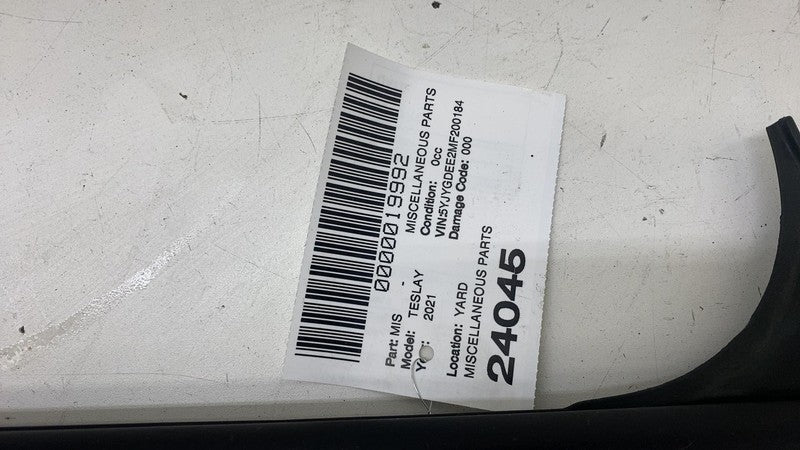 0000019992
Part: MIS - MISCELLANEOUS PARTS
Model: TESLAY Condition: 0cc
2021 VIN:5YJYGDEE2MF200184
Damage Code: 000
Location: YARD
MISCELLANEOUS PARTS
24045